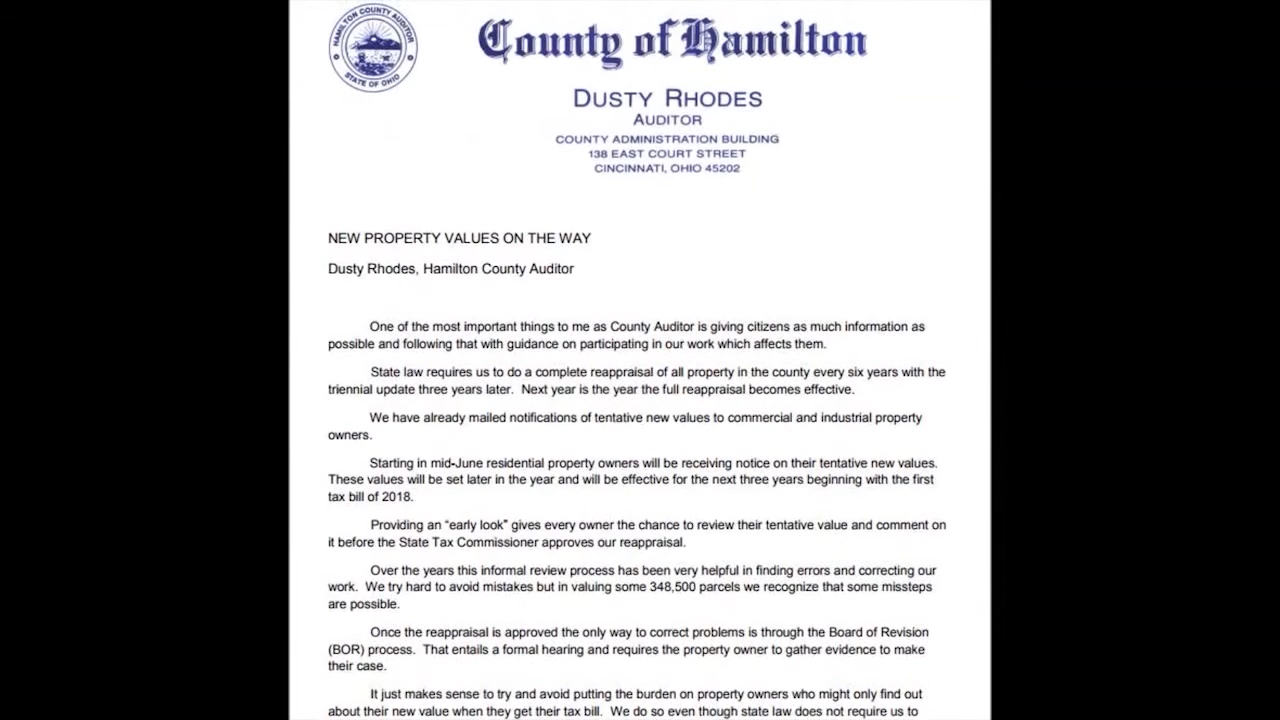 HAMILTON COUNTY AUDITOR
STATE OF OHIO
County of Hamilton
DUSTY RHODES
AUDITOR
COUNTY ADMINISTRATION BUILDING
138 EAST COURT STREET
CINCINNATI, OHIO 45202
NEW PROPERTY VALUES ON THE WAY
Dusty Rhodes, Hamilton County Auditor
One of the most important things to me as County Auditor is giving citizens as much information as
possible and following that with guidance on participating in our work which affects them.
State law requires us to do a complete reappraisal of all property in the county every six years with the
triennial update three years later. Next year is the year the full reappraisal becomes effective.
We have already mailed notifications of tentative new values to commercial and industrial property
owners.
Starting in mid-June residential property owners will be receiving notice on their tentative new values.
These values will be set later in the year and will be effective for the next three years beginning with the first
tax bill of 2018.
Providing an “early look” gives every owner the chance to review their tentative value and comment on
it before the State Tax Commissioner approves our reappraisal.
Over the years this informal review process has been very helpful in finding errors and correcting our
work. We try hard to avoid mistakes but in valuing some 348,500 parcels we recognize that some missteps
are possible.
Once the reappraisal is approved the only way to correct problems is through the Board of Revision
(BOR) process. That entails a formal hearing and requires the property owner to gather evidence to make
their case.
It just makes sense to try and avoid putting the burden on property owners who might only find out
about their new value when they get their tax bill. We do so even though state law does not require us to